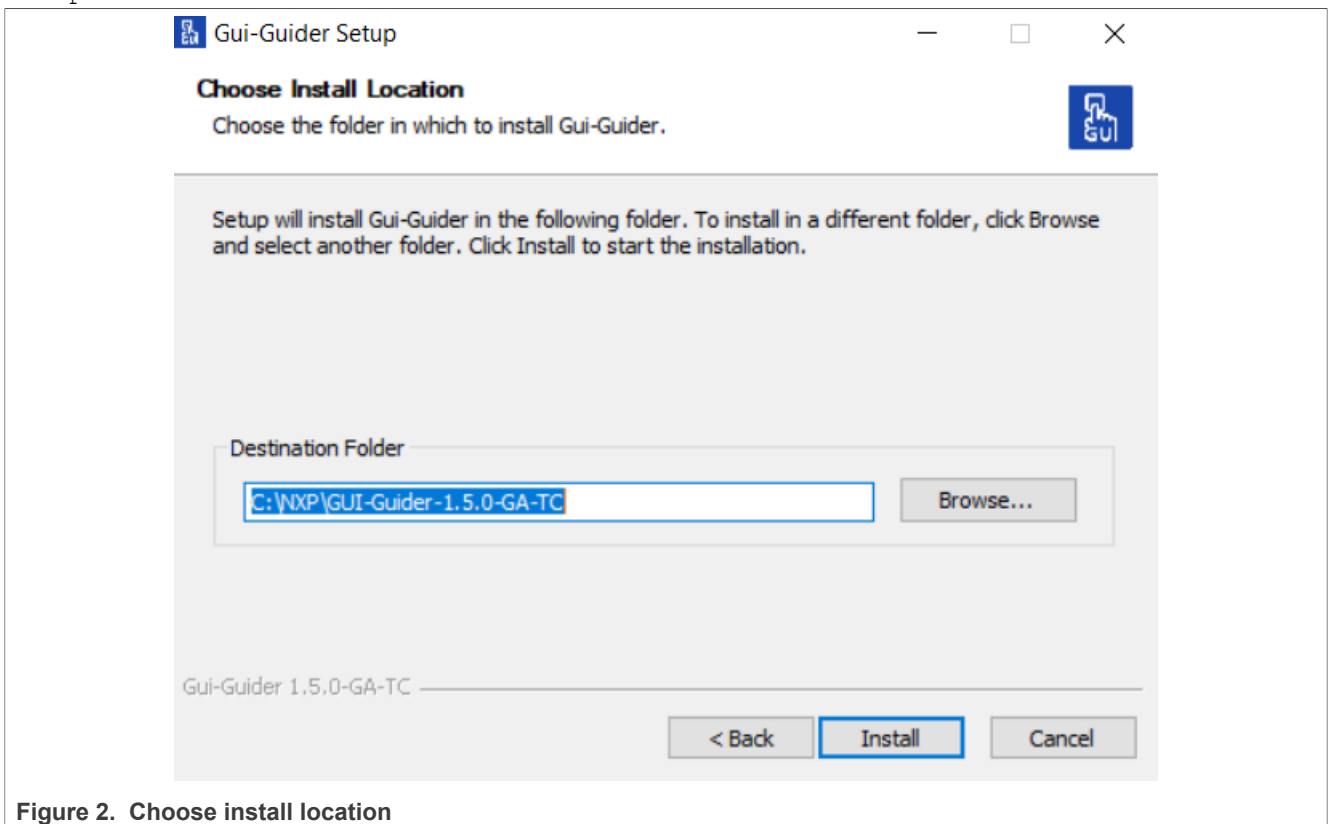 Gui-Guider Setup
Choose Install Location
Choose the folder in which to install Gui-Guider.
GUI
Setup will install Gui-Guider in the following folder. To install in a different folder, click Browse
and select another folder. Click Install to start the installation.
Destination Folder
C:\NXP\GUI-Guider-1.5.0-GA-TC
Browse...
Gui-Guider 1.5.0-GA-TC
< Back
Install
Cancel
Figure 2. Choose install location